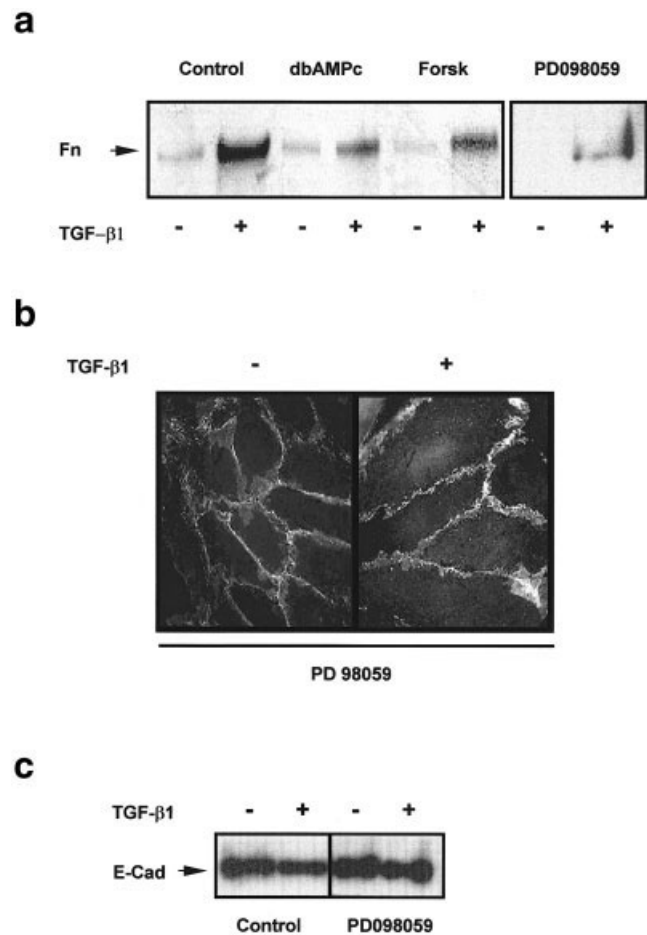 a
Control dbAMPc Forsk PD098059
Fn
TGF-β1 - + - + - + - +
b
TGF-β1 - +
PD 98059
c
TGF-β1 - + - +
E-Cad
Control PD098059